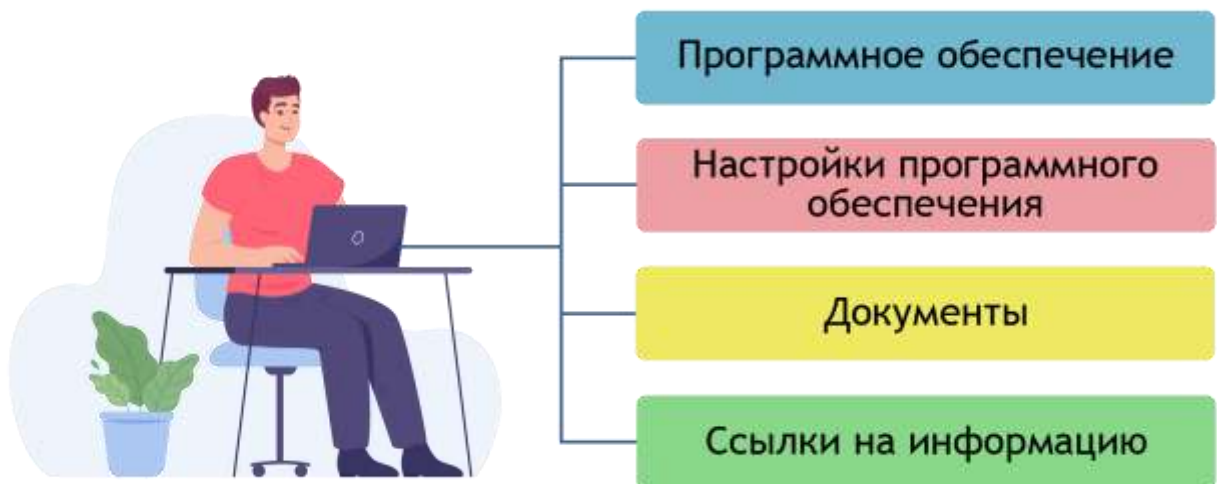 Программное обеспечение
Настройки программного
обеспечения
Документы
Ссылки на информацию